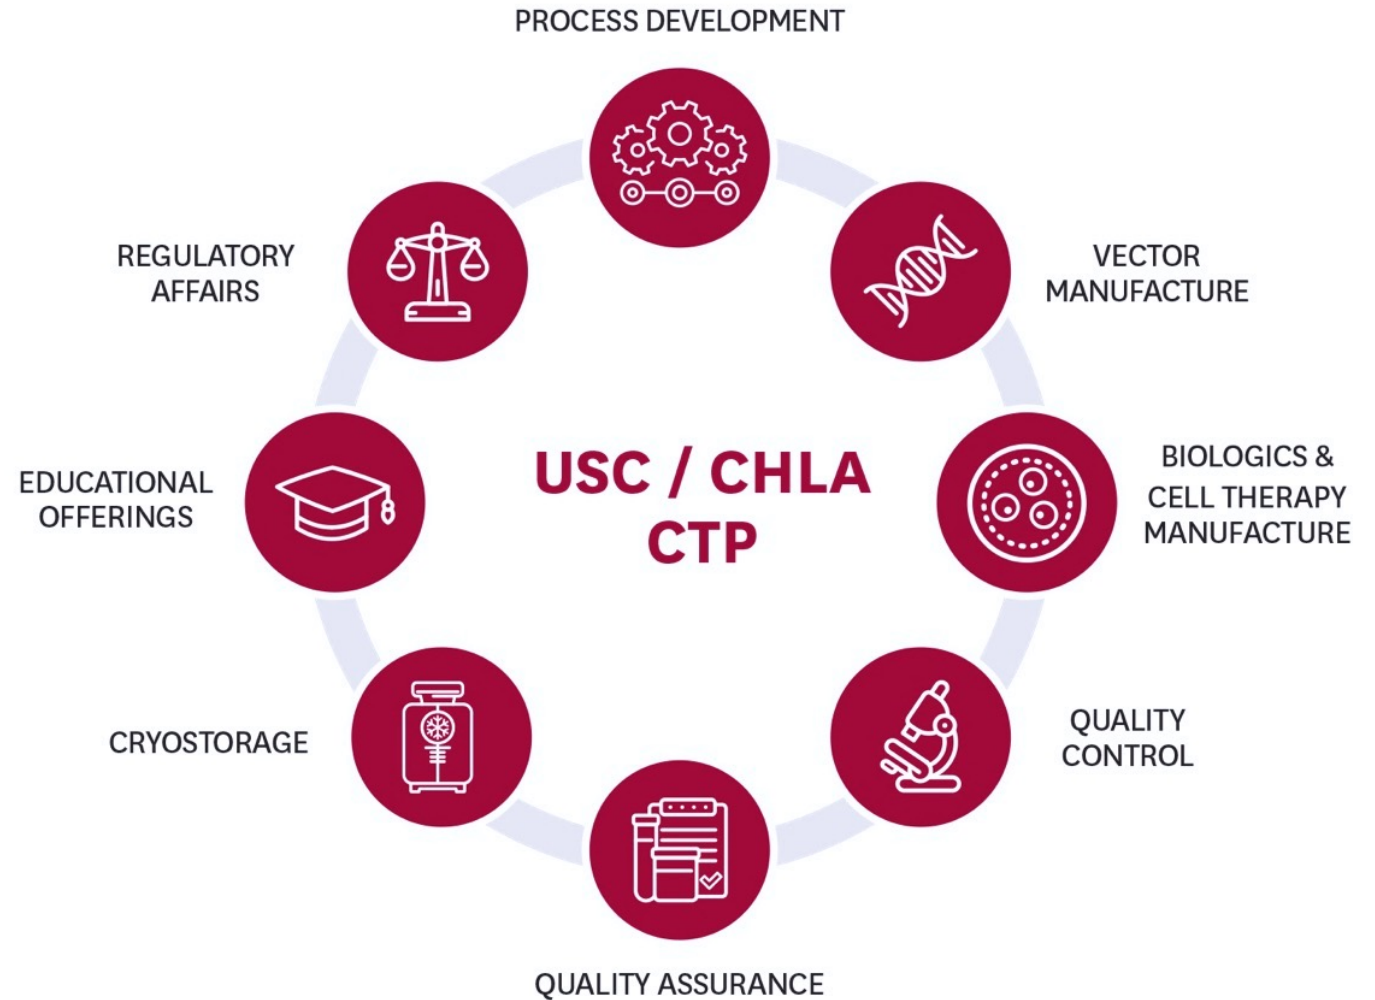 PROCESS DEVELOPMENT
VECTOR
MANUFACTURE
BIOLOGICS &
CELL THERAPY
MANUFACTURE
QUALITY
CONTROL
QUALITY ASSURANCE
CRYOSTORAGE
EDUCATIONAL
OFFERINGS
REGULATORY
AFFAIRS
USC / CHLA
CTP